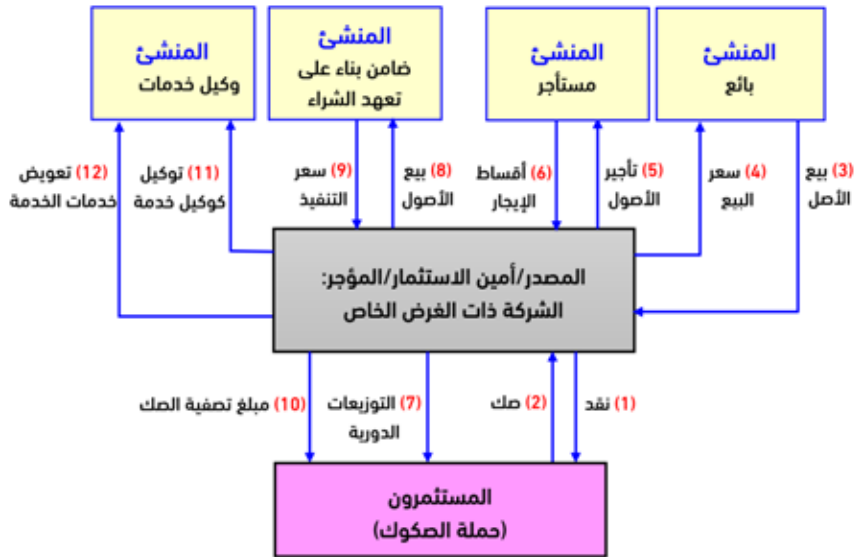 المنشئ
بائع
المنشئ
مستأجر
المنشئ
ضامن بناء على
تعهد الشراء
المنشئ
وكيل خدمات
(3) بيع
الأصل
(4) سعر
البيع
(5) تأجير
الأصول
(6) أقساط
الإيجار
(8) بيع
الأصول
(9) سعر
التنفيذ
(11) توكيل
كوكيل خدمة
(12) تعويض
خدمات الخدمة
المصدر/أمين الاستثمار/المؤجر:
الشركة ذات الغرض الخاص
(1) نقد
(2) صك
(7) التوزيعات
الدورية
(10) مبلغ تصفية الصك
المستثمرون
(حملة الصكوك)